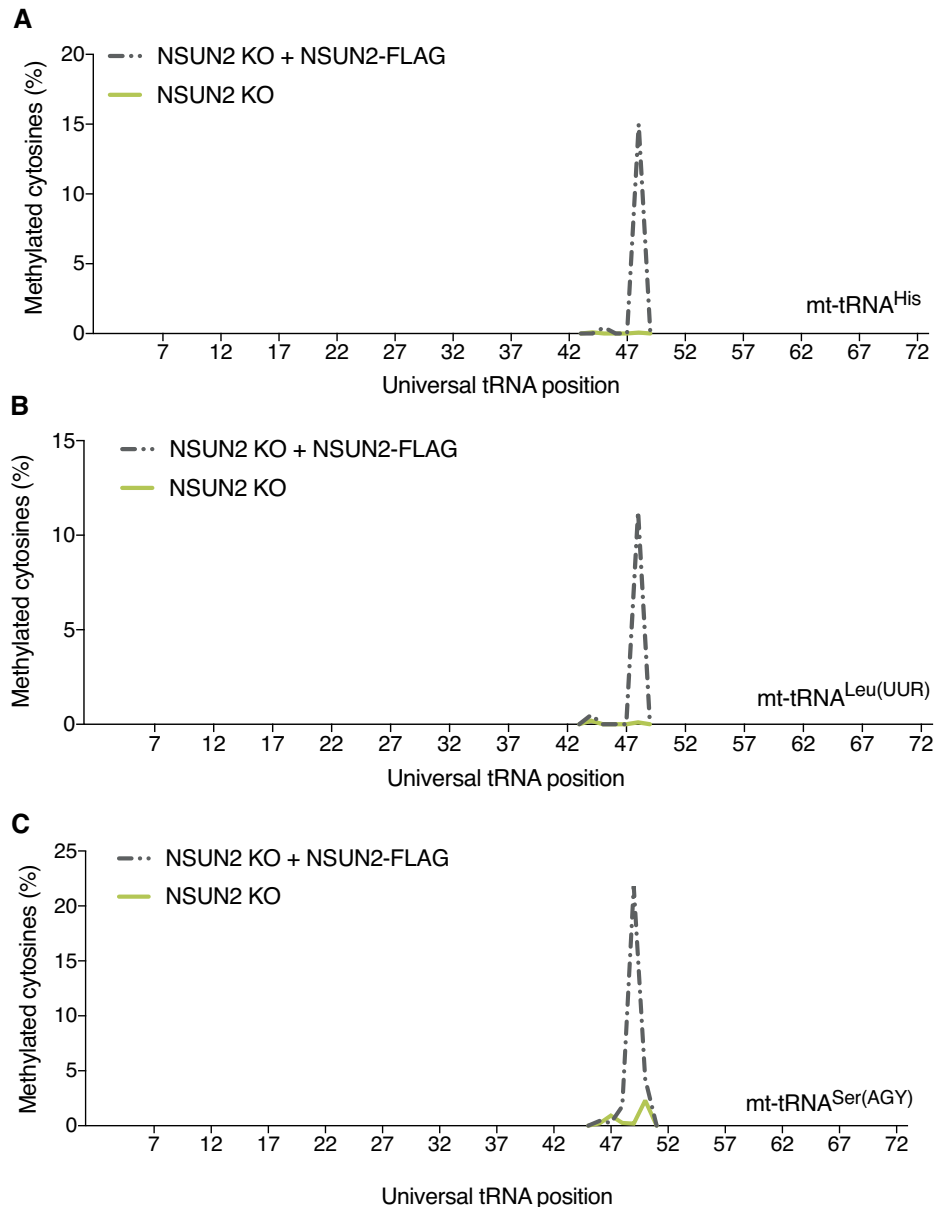 A
NSUN2 KO + NSUN2-FLAG
NSUN2 KO
Methylated cytosines (%)
20
15
10
5
0
mt-tRNAHis
7 12 17 22 27 32 37 42 47 52 57 62 67 72
Universal tRNA position
B
NSUN2 KO + NSUN2-FLAG
NSUN2 KO
Methylated cytosines (%)
15
10
5
0
mt-tRNALeu(UUR)
7 12 17 22 27 32 37 42 47 52 57 62 67 72
Universal tRNA position
C
NSUN2 KO + NSUN2-FLAG
NSUN2 KO
Methylated cytosines (%)
25
20
15
10
5
0
mt-tRNASer(AGY)
7 12 17 22 27 32 37 42 47 52 57 62 67 72
Universal tRNA position